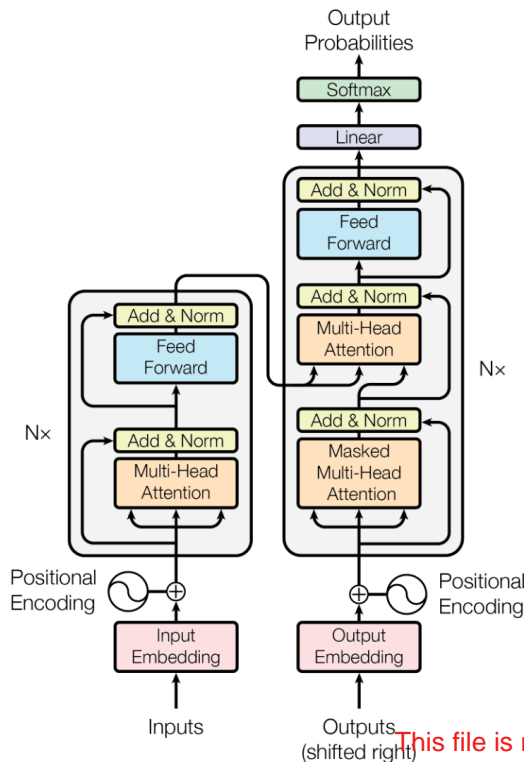 Output
Probabilities
Softmax
Linear
Add & Norm
Feed
Forward
Add & Norm
Multi-Head
Attention
Add & Norm
Masked
Multi-Head
Attention
N×
Add & Norm
Feed
Forward
Add & Norm
Multi-Head
Attention
N×
Positional
Encoding
Positional
Encoding
Input
Embedding
Output
Embedding
Inputs
Outputs
(shifted right)
This file is